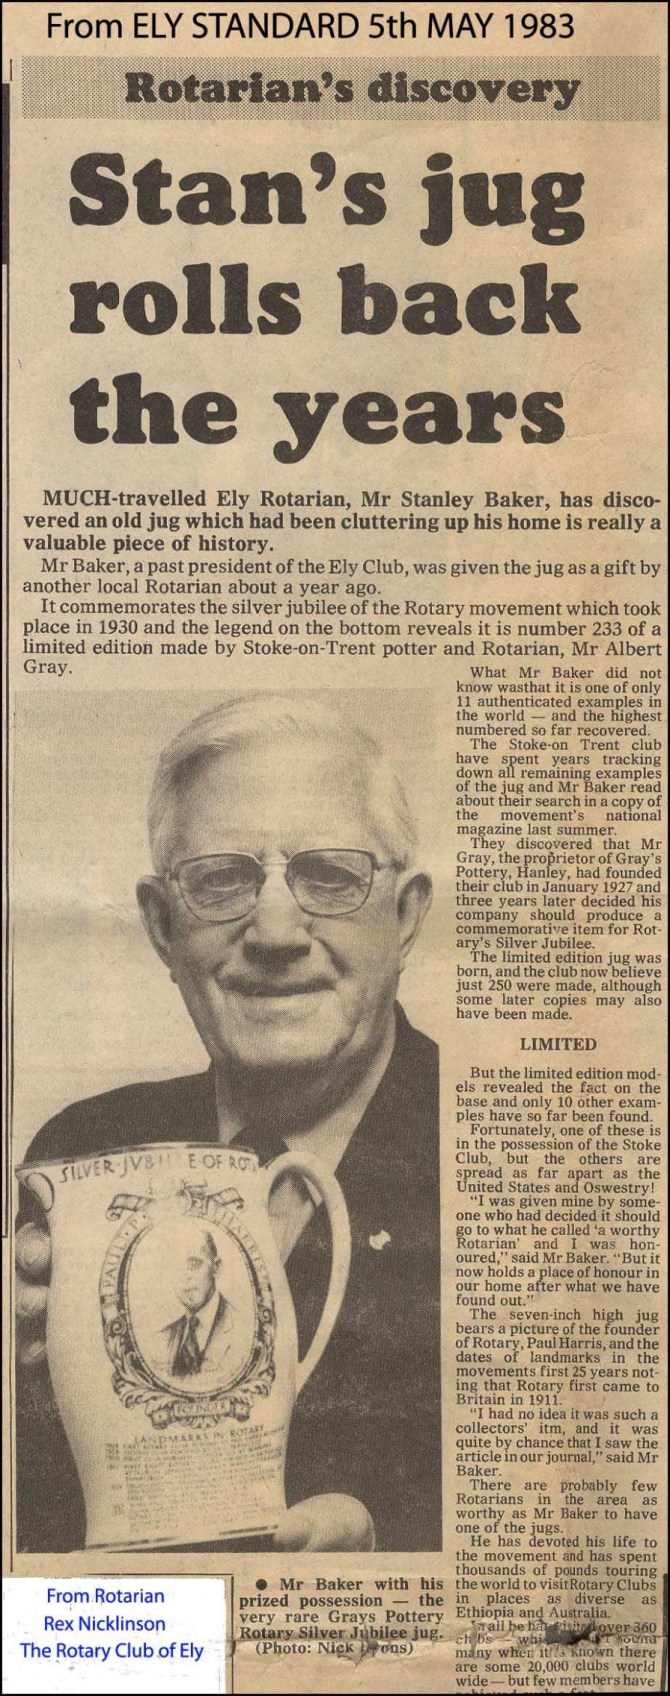 From ELY STANDARD 5th MAY 1983
Rotarian's discovery
Stan's jug
rolls back
the years
MUCH-travelled Ely Rotarian, Mr Stanley Baker, has disco-
vered an old jug which had been cluttering up his home is really a
valuable piece of history.
Mr Baker, a past president of the Ely Club, was given the jug as a gift by
another local Rotarian about a year ago.
It commemorates the silver jubilee of the Rotary movement which took
place in 1930 and the legend on the bottom reveals it is number 233 of a
limited edition made by Stoke-on-Trent potter and Rotarian, Mr Albert
Gray.
What Mr Baker did not
know wasthat it is one of only
11 authenticated examples in
the world — and the highest
numbered so far recovered.
The Stoke-on Trent club
have spent years tracking
down all remaining examples
of the jug and Mr Baker read
about their search in a copy of
the movement's national
magazine last summer.
They discovered that Mr
Gray, the proprietor of Gray's
Pottery, Hanley, had founded
their club in January 1927 and
three years later decided his
company should produce a
commemorative item for Rot-
ary's Silver Jubilee.
The limited edition jug was
born, and the club now believe
just 250 were made, although
some later copies may also
have been made.
LIMITED
But the limited edition mod-
els revealed the fact on the
base and only 10 other exam-
ples have so far been found.
Fortunately, one of these is
in the possession of the Stoke
Club, but the others are
spread as far apart as the
United States and Oswestry!
"I was given mine by some-
one who had decided it should
go to what he called 'a worthy
Rotarian' and I was hon-
oured," said Mr Baker. "But it
now holds a place of honour in
our home after what we have
found out."
The seven-inch high jug
bears a picture of the founder
of Rotary, Paul Harris, and the
dates of landmarks in the
movements first 25 years not-
ing that Rotary first came to
Britain in 1911.
"I had no idea it was such a
collectors' itm, and it was
quite by chance that I saw the
article in our journal," said Mr
Baker.
There are probably few
Rotarians in the area as
worthy as Mr Baker to have
one of the jugs.
He has devoted his life to
the movement and has spent
thousands of pounds touring
the world to visitRotary Clubs
in places as diverse as
Ethiopia and Australia.
all he over 360
many when it is known there
are some 20,000 clubs world
wide — but few members have
SILVER JVBI E OF ROT
PAUL P HARRIS
FOUNDER
LANDMARKS IN ROTARY
● Mr Baker with his
prized possession — the
very rare Grays Pottery
Rotary Silver Jubilee jug.
(Photo: Nick Lyons)
From Rotarian
Rex Nicklinson
The Rotary Club of Ely